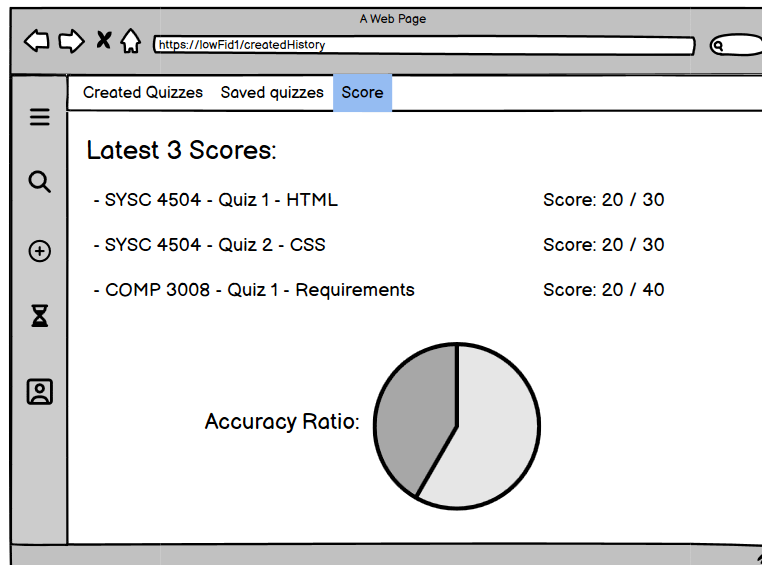 A Web Page
https://lowFid1/createdHistory
Created Quizzes Saved quizzes Score
Latest 3 Scores:
- SYSC 4504 - Quiz 1 - HTML Score: 20 / 30
- SYSC 4504 - Quiz 2 - CSS Score: 20 / 30
- COMP 3008 - Quiz 1 - Requirements Score: 20 / 40
Accuracy Ratio: